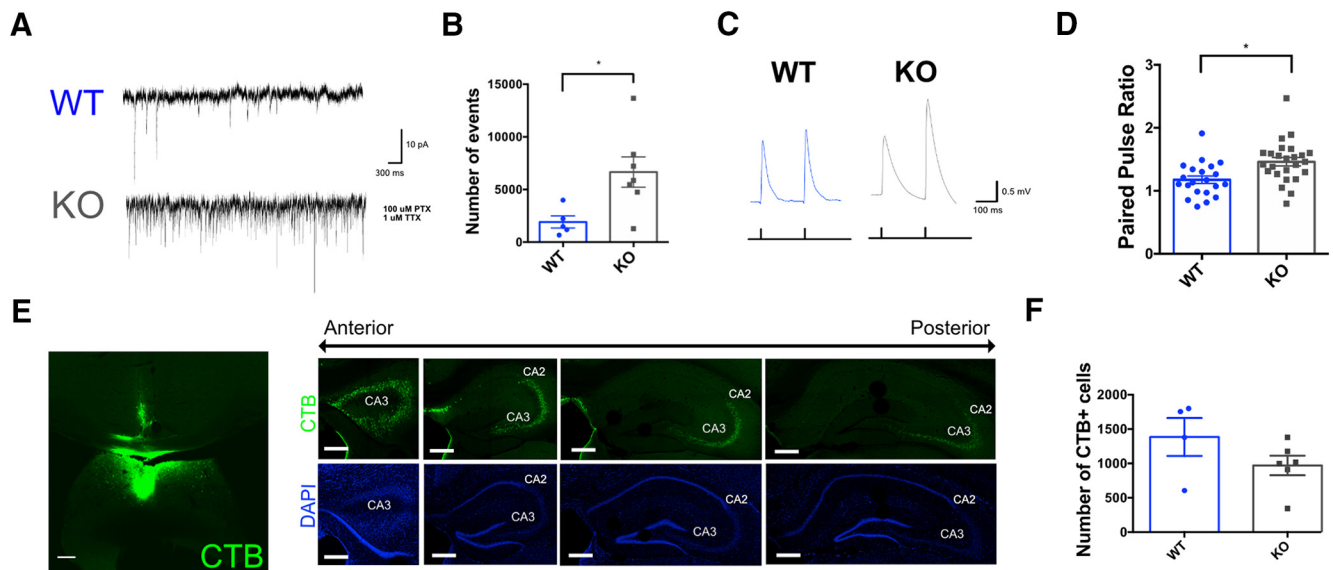 A
WT
10 pA
300 ms
KO
100 uM PTX
1 uM TTX
B
Number of events
15000
10000
5000
0
*
WT
KO
C
WT
KO
0.5 mV
100 ms
D
Paired Pulse Ratio
3
2
1
0
*
WT
KO
E
CTB
Anterior
Posterior
CTB
CA3
CA2
CA3
CA2
CA3
CA2
CA3
DAPI
CA3
CA2
CA3
CA2
CA3
CA2
CA3
F
Number of CTB+ cells
2000
1500
1000
500
0
WT
KO